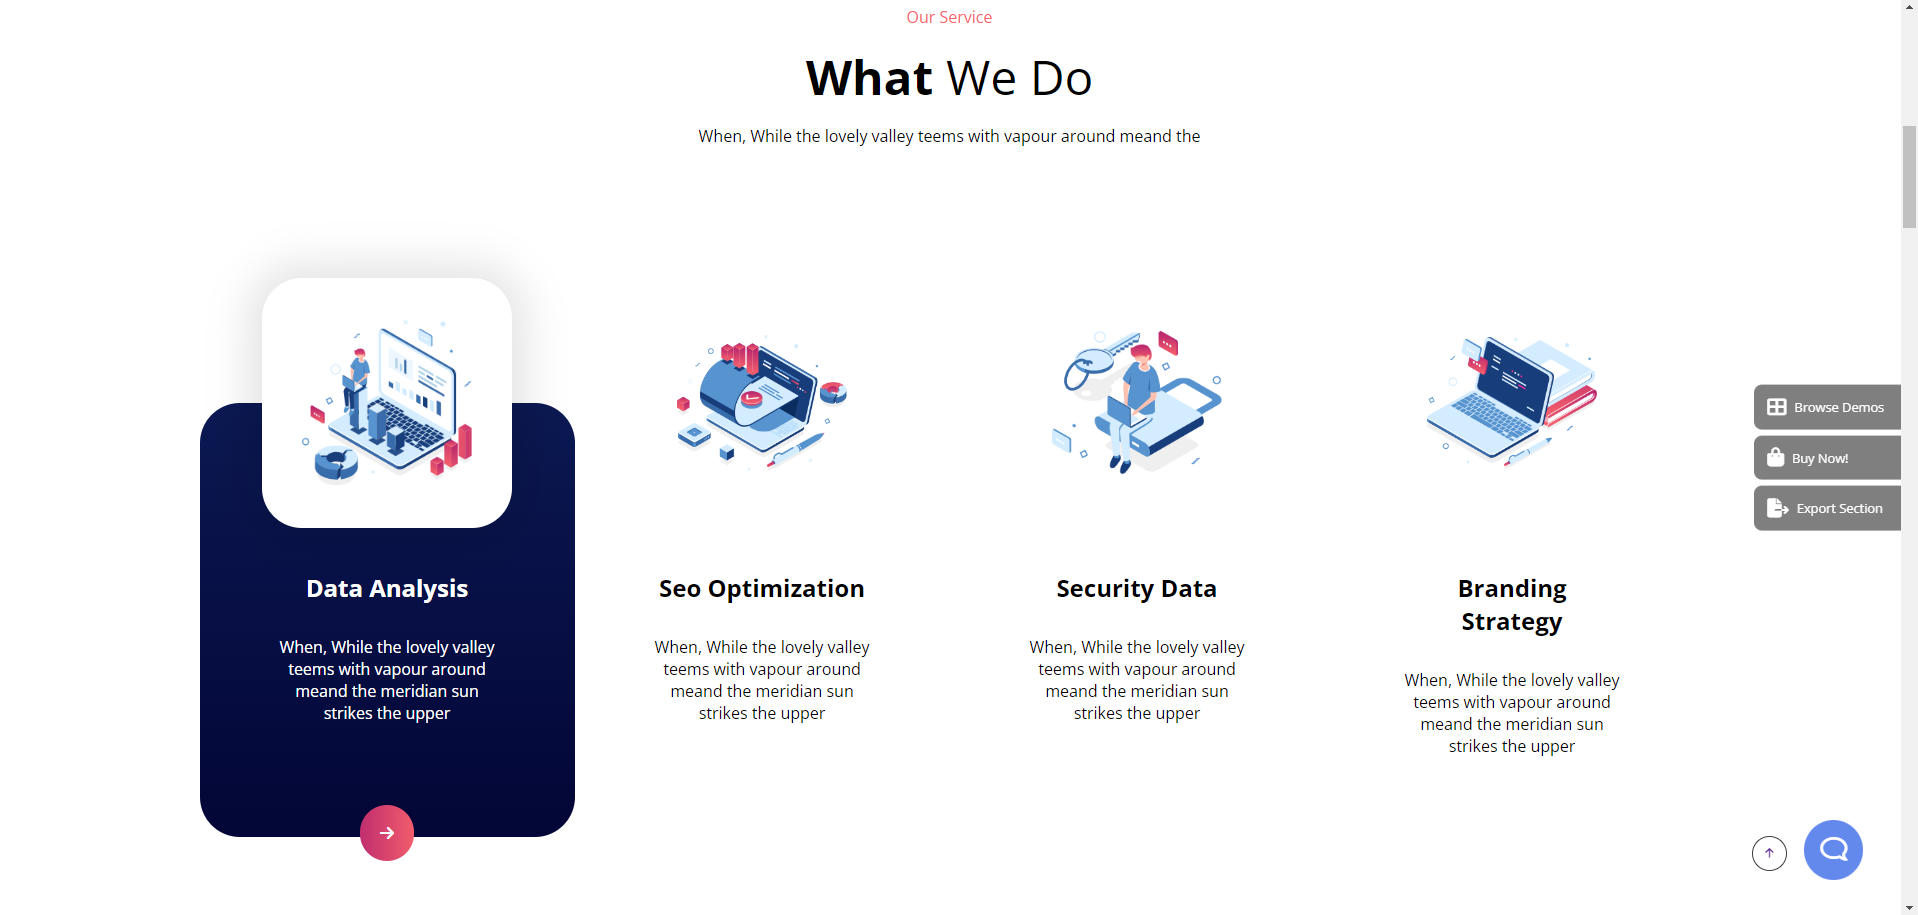 Our Service
What We Do
When, While the lovely valley teems with vapour around meand the
Data Analysis
When, While the lovely valley
teems with vapour around
meand the meridian sun
strikes the upper
Seo Optimization
When, While the lovely valley
teems with vapour around
meand the meridian sun
strikes the upper
Security Data
When, While the lovely valley
teems with vapour around
meand the meridian sun
strikes the upper
Branding
Strategy
When, While the lovely valley
teems with vapour around
meand the meridian sun
strikes the upper
Browse Demos
Buy Now!
Export Section